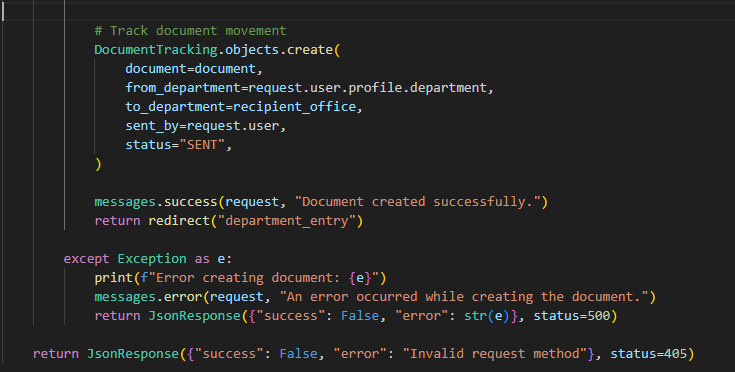 # Track document movement
DocumentTracking.objects.create(
document=document,
from_department=request.user.profile.department,
to_department=recipient_office,
sent_by=request.user,
status="SENT",
)
messages.success(request, "Document created successfully.")
return redirect("department_entry")
except Exception as e:
print(f"Error creating document: {e}")
messages.error(request, "An error occurred while creating the document.")
return JsonResponse({"success": False, "error": str(e)}, status=500)
return JsonResponse({"success": False, "error": "Invalid request method"}, status=405)